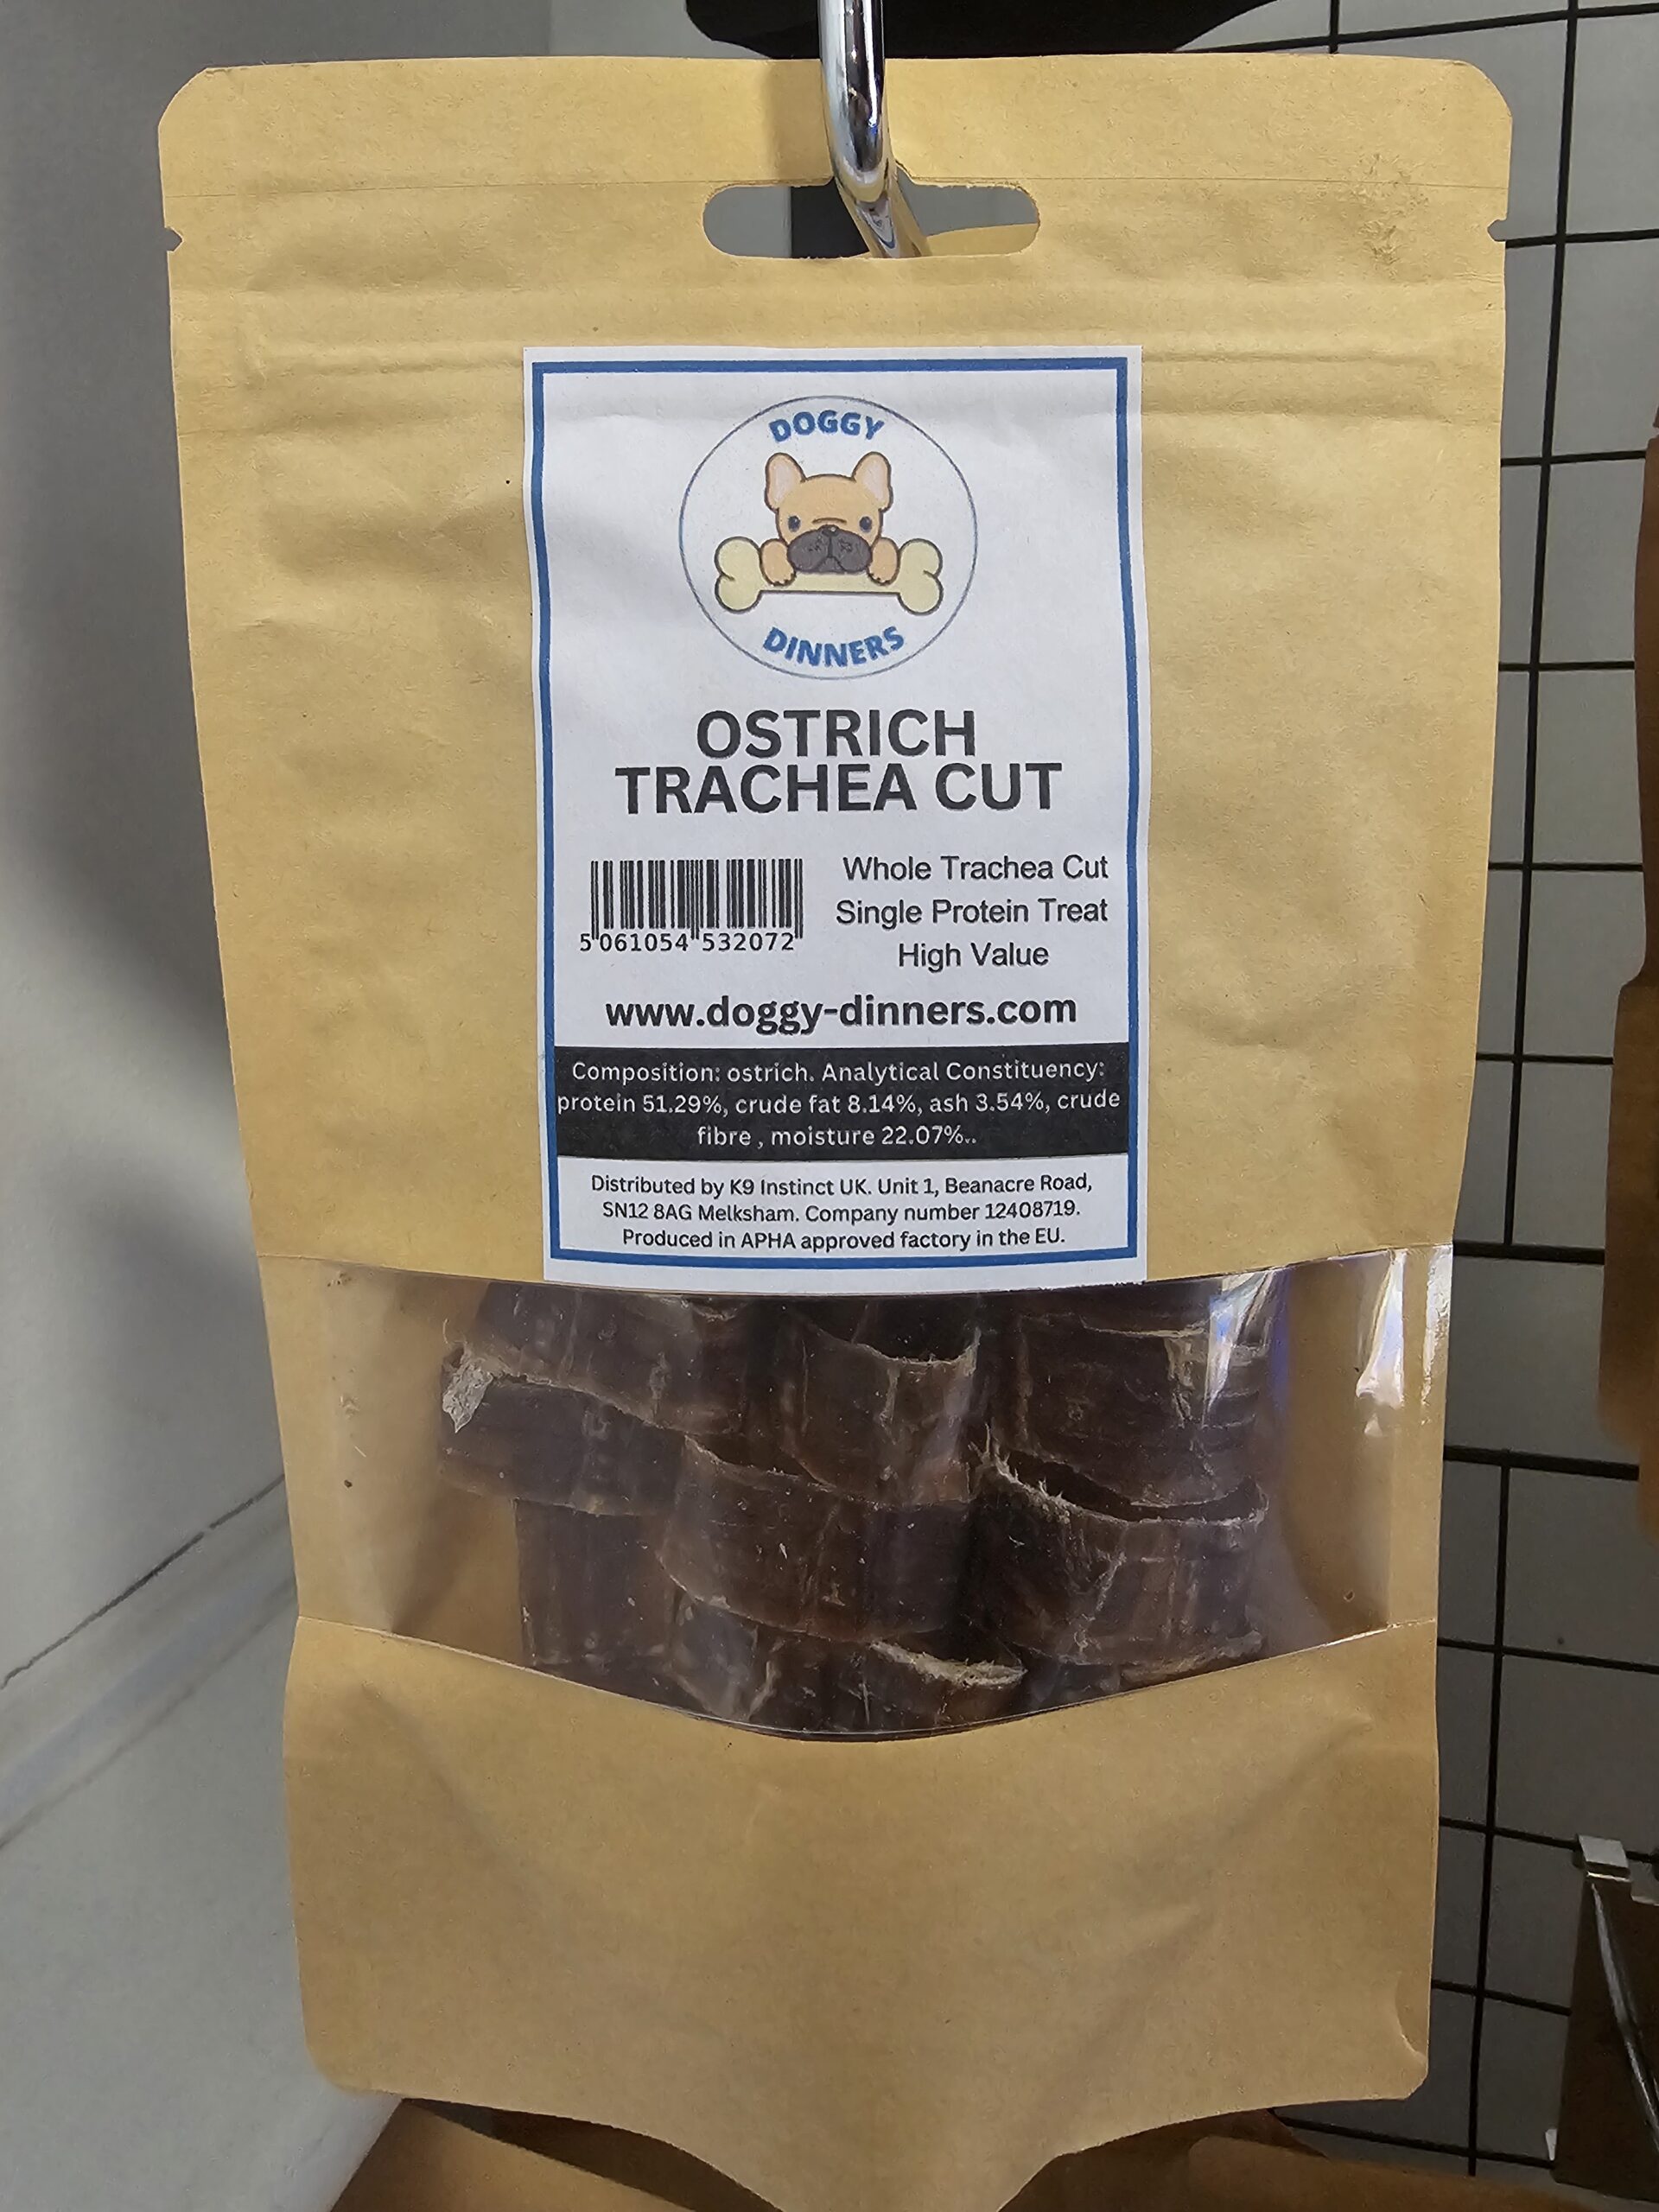 DOGGY
DINNERS
OSTRICH
TRACHEA CUT
Whole Trachea Cut
Single Protein Treat
High Value
5 061054 532072
www.doggy-dinners.com
Composition: ostrich. Analytical Constituency:
protein 51.29%, crude fat 8.14%, ash 3.54%, crude
fibre , moisture 22.07%..
Distributed by K9 Instinct UK. Unit 1, Beanacre Road,
SN12 8AG Melksham. Company number 12408719.
Produced in APHA approved factory in the EU.